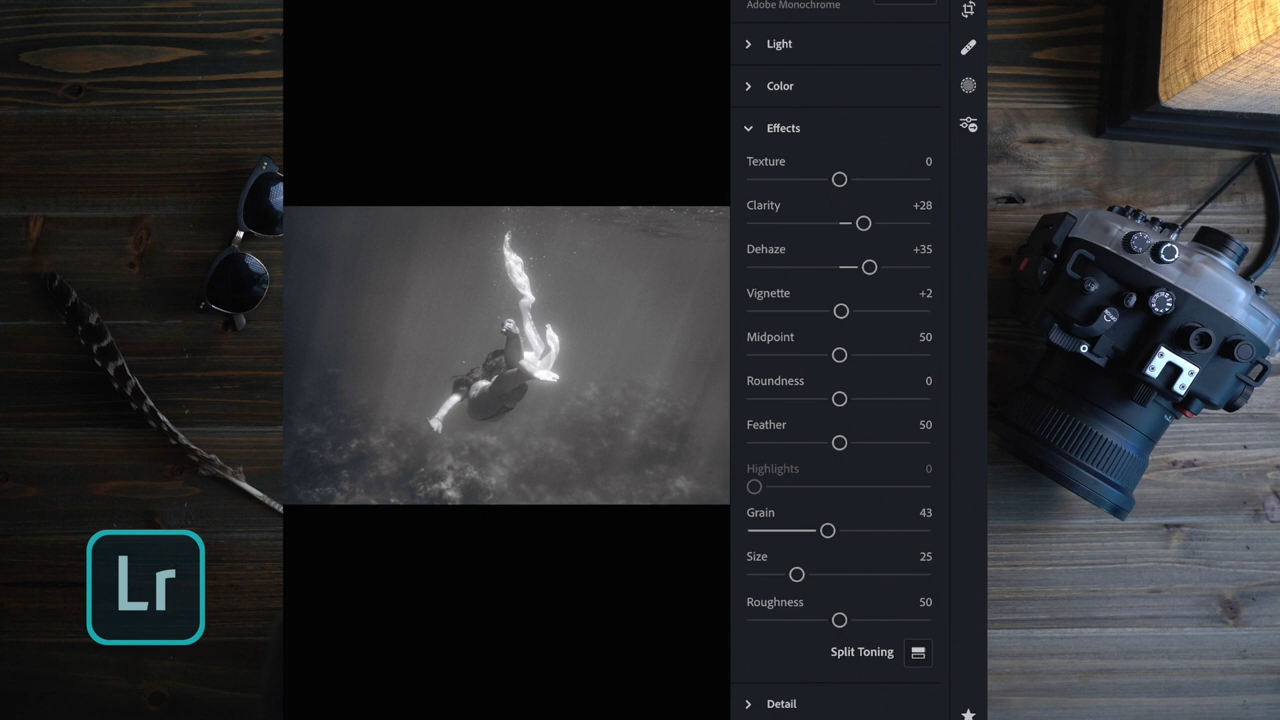 Adobe Monochrome
Light
Color
Effects
Texture 0
Clarity +28
Dehaze +35
Vignette +2
Midpoint 50
Roundness 0
Feather 50
Highlights 0
Grain 43
Size 25
Roughness 50
Split Toning
Detail
Lr